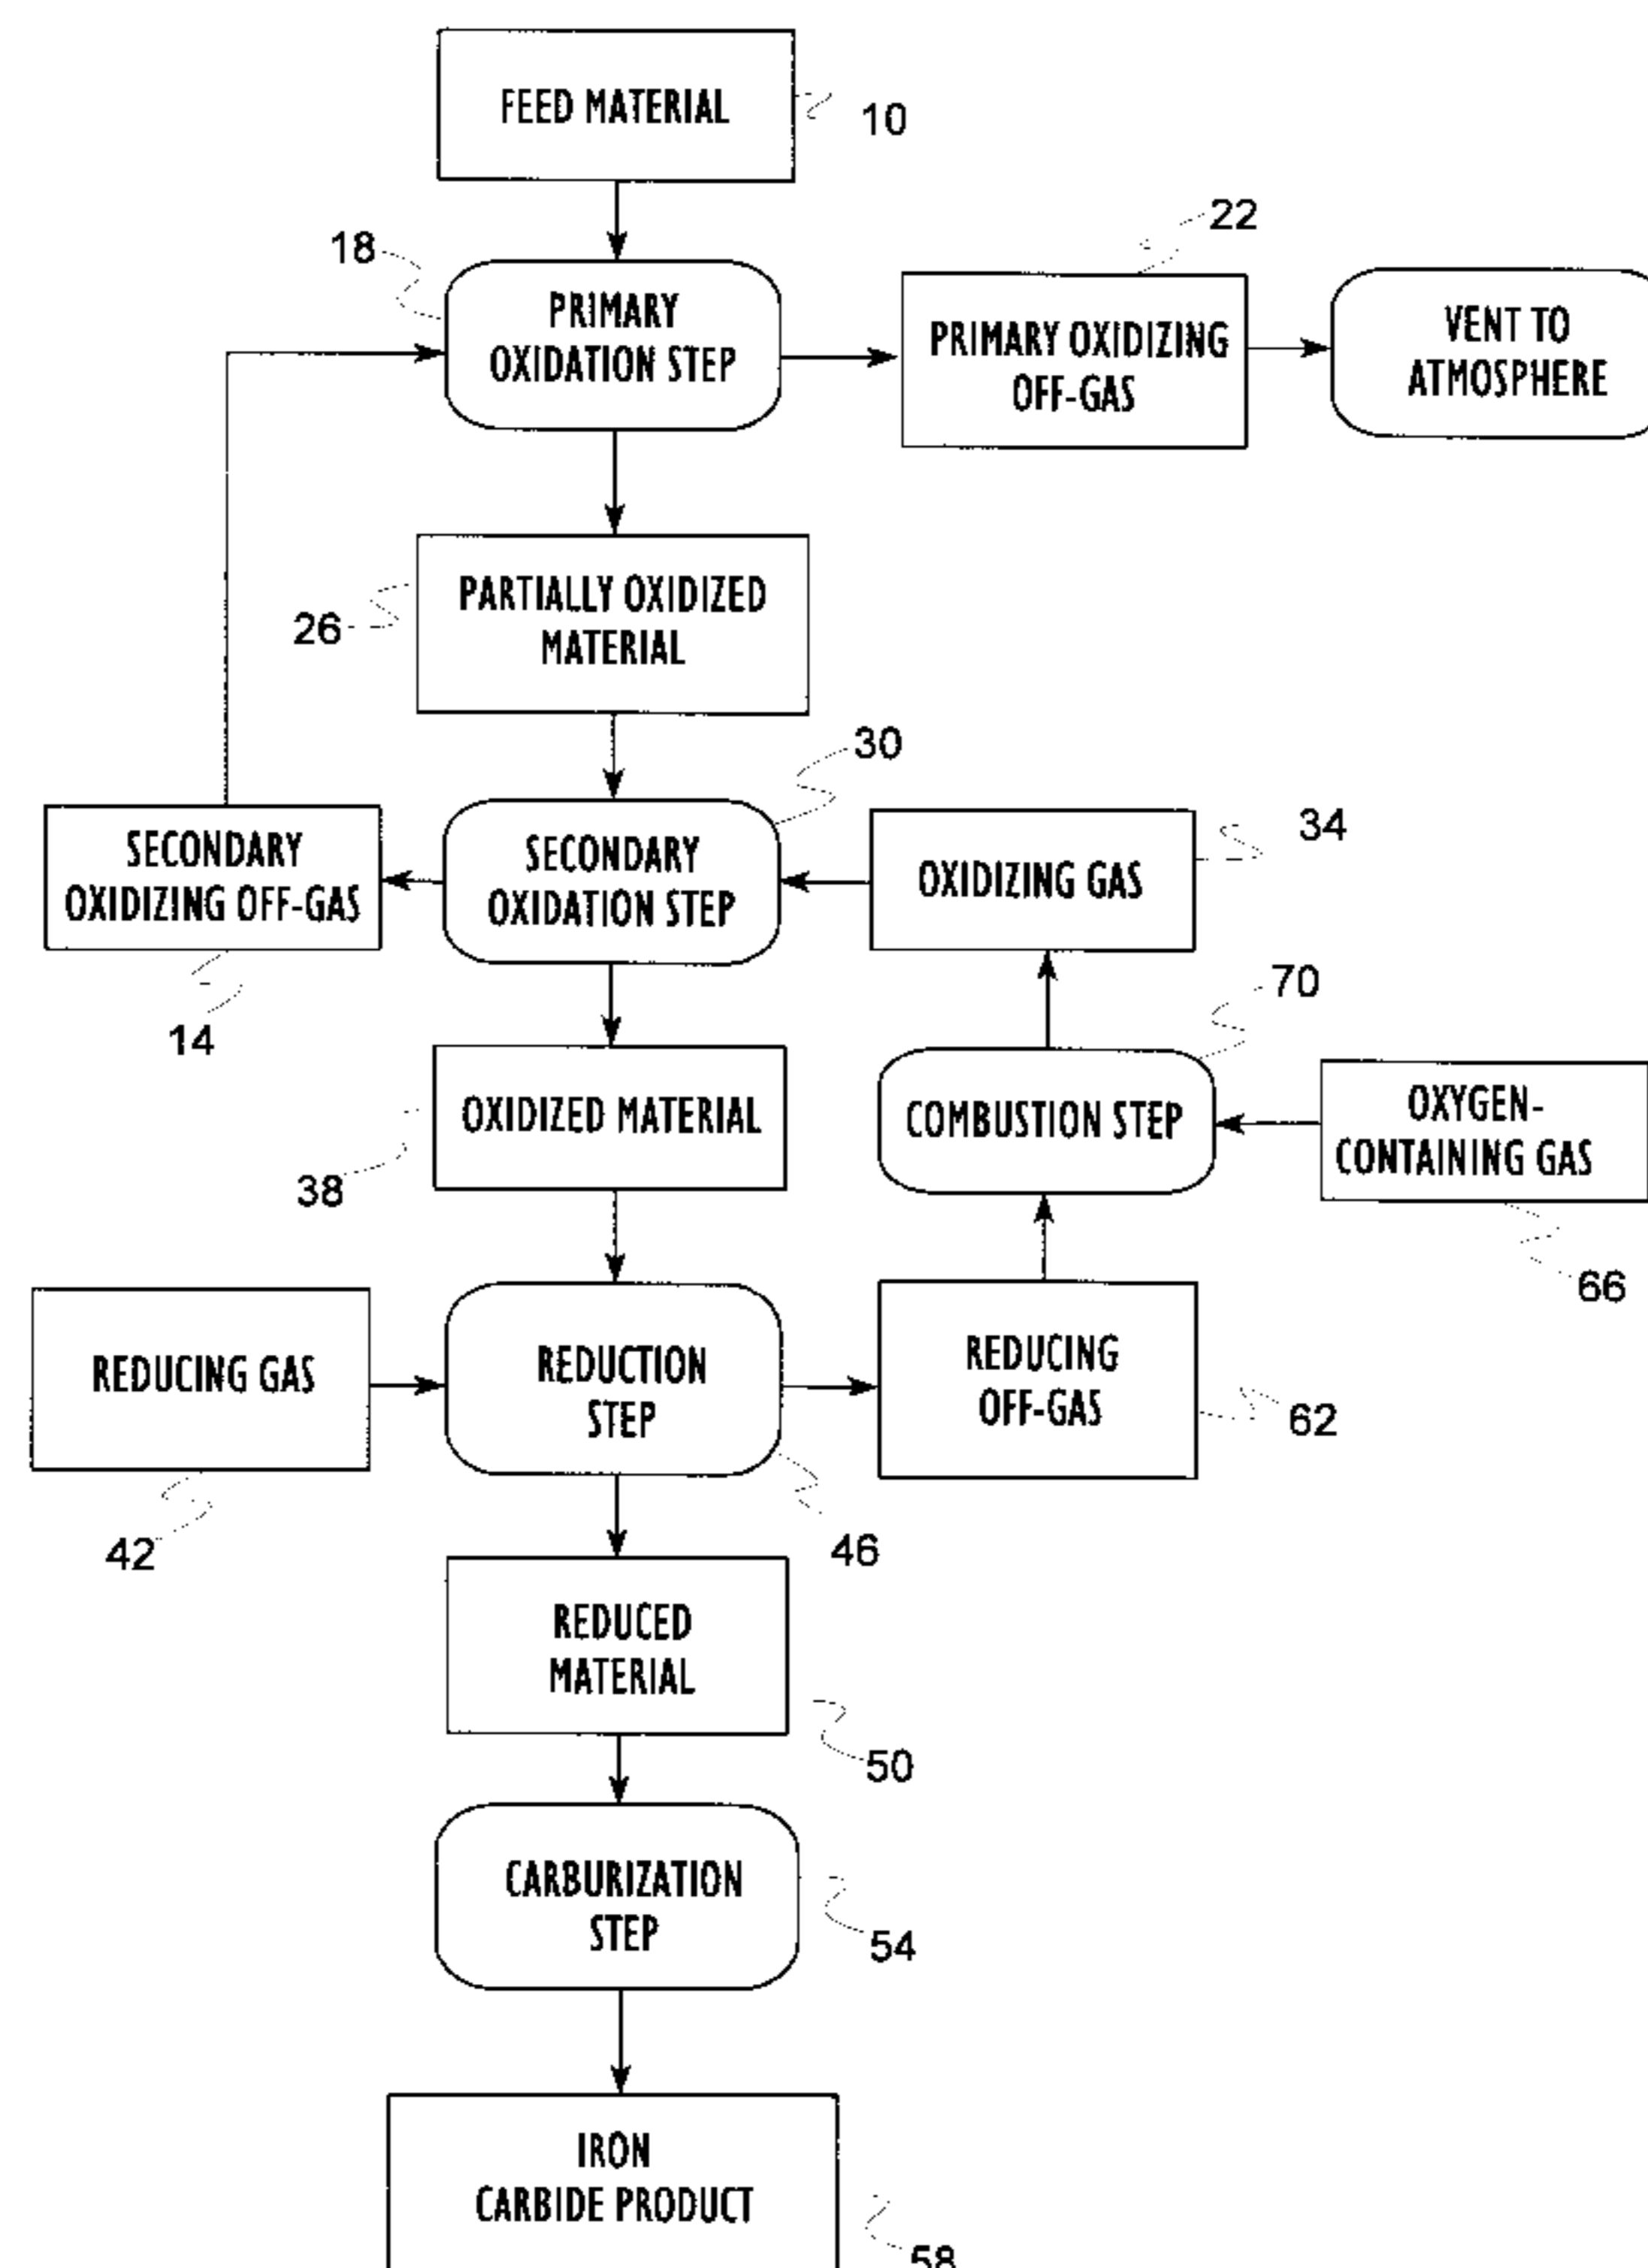 FEED MATERIAL
10
18
PRIMARY
OXIDATION STEP
22
PRIMARY OXIDIZING
OFF-GAS
VENT TO
ATMOSPHERE
PARTIALLY OXIDIZED
MATERIAL
26
30
SECONDARY
OXIDIZING OFF-GAS
14
SECONDARY
OXIDATION STEP
OXIDIZING GAS
34
70
OXIDIZED MATERIAL
38
COMBUSTION STEP
OXYGEN-
CONTAINING GAS
66
REDUCING GAS
42
REDUCTION
STEP
46
REDUCING
OFF-GAS
62
REDUCED
MATERIAL
50
CARBURIZATION
STEP
54
IRON
CARBIDE PRODUCT
58